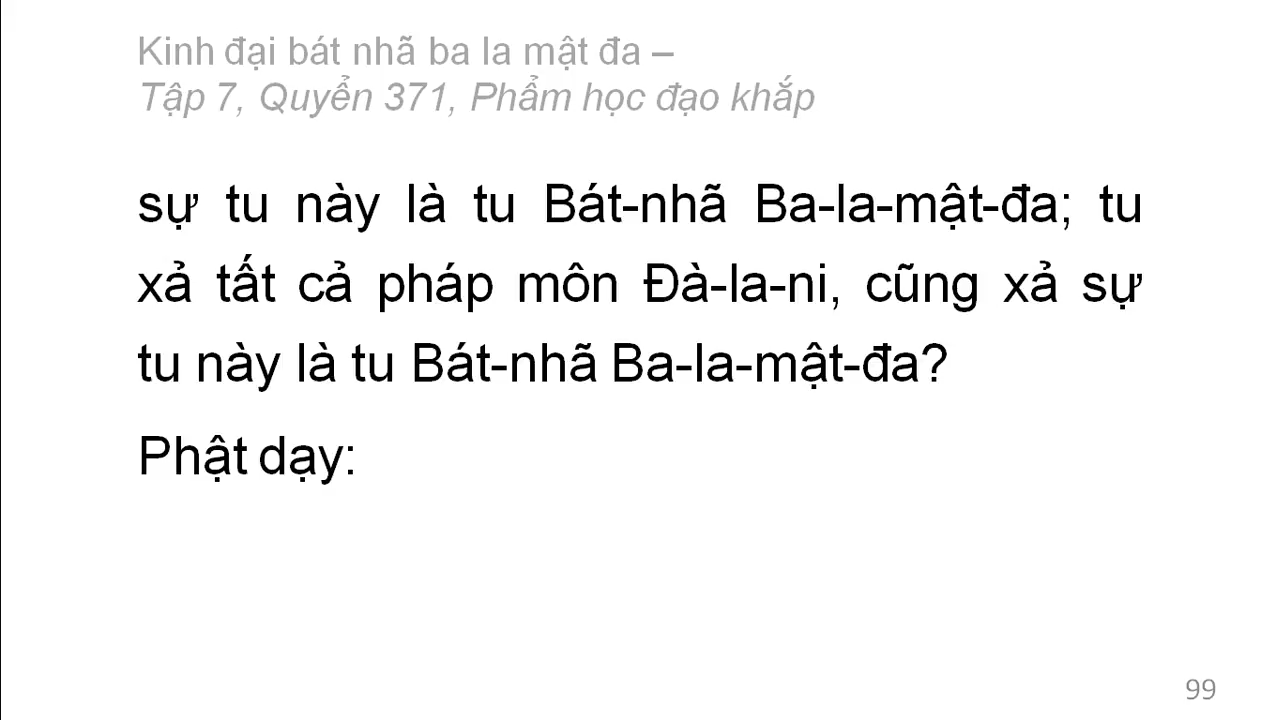 Kinh đại bát nhã ba la mật đa –
Tập 7, Quyển 371, Phẩm học đạo khắp
sự tu này là tu Bát-nhã Ba-la-mật-đa; tu
xả tất cả pháp môn Đà-la-ni, cũng xả sự
tu này là tu Bát-nhã Ba-la-mật-đa?
Phật dạy:
99